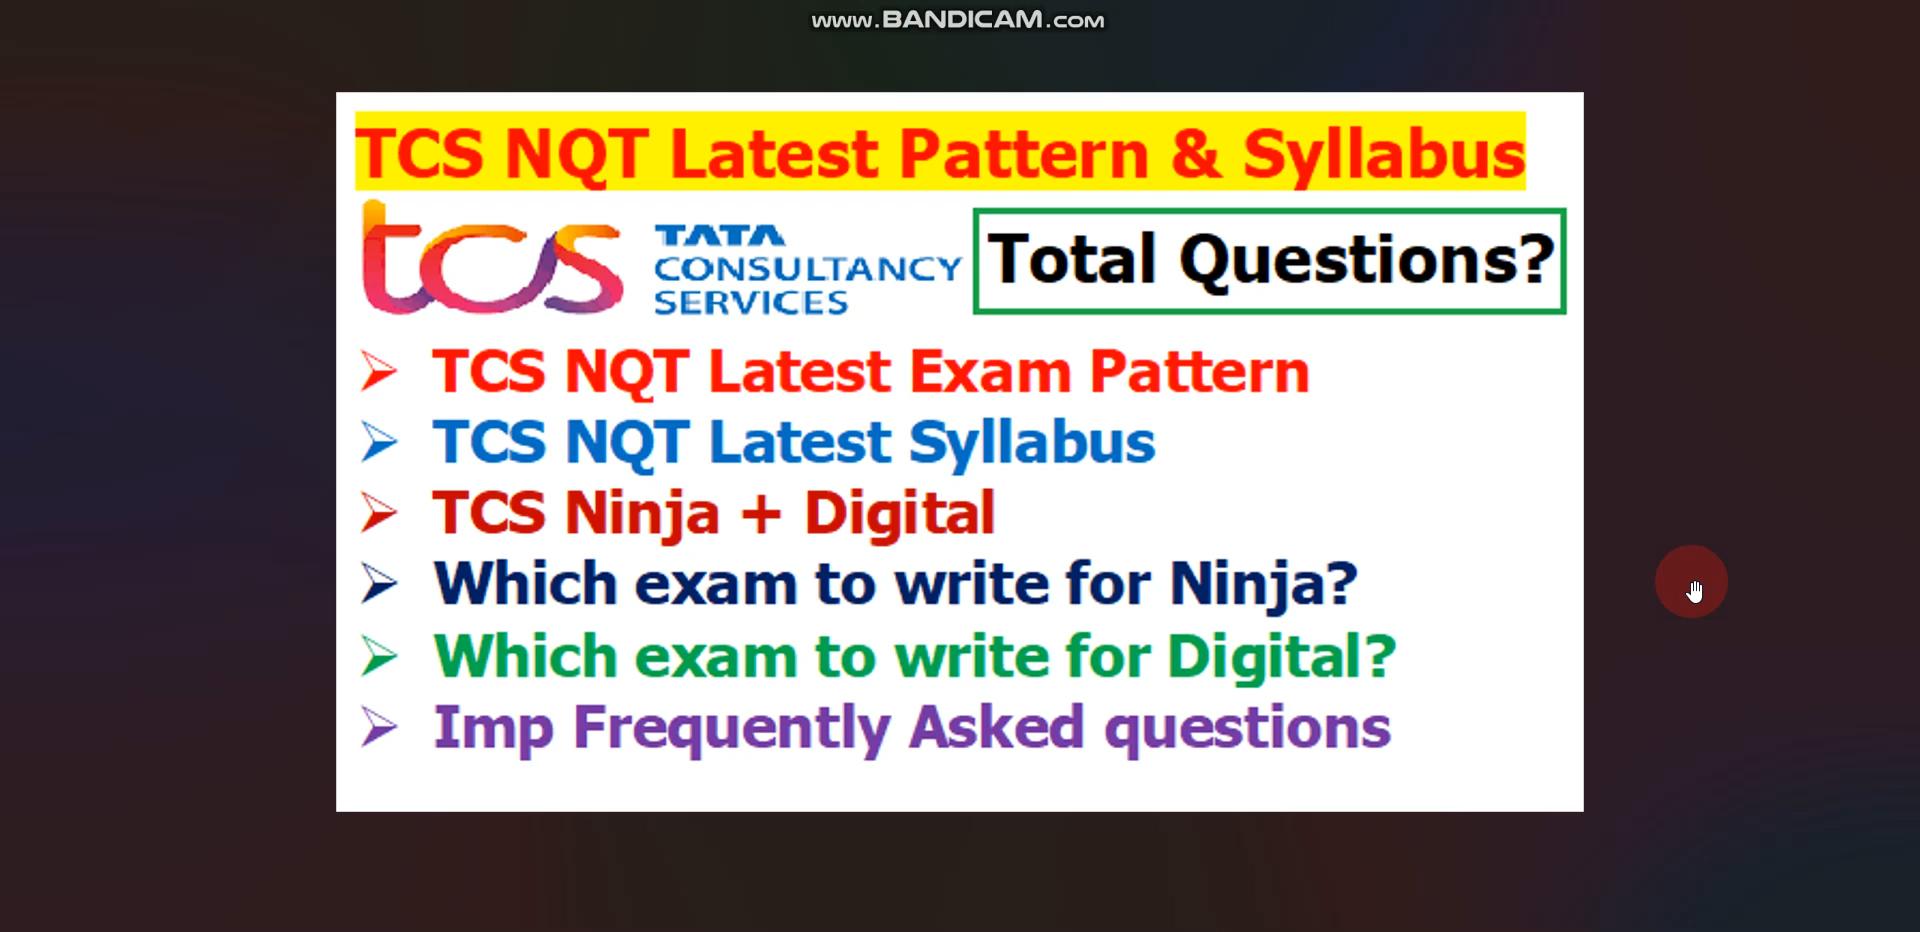 www.BANDICAM.com
TCS NQT Latest Pattern & Syllabus
tcs
TATA
CONSULTANCY
SERVICES
Total Questions?
➢ TCS NQT Latest Exam Pattern
➢ TCS NQT Latest Syllabus
➢ TCS Ninja + Digital
➢ Which exam to write for Ninja?
➢ Which exam to write for Digital?
➢ Imp Frequently Asked questions